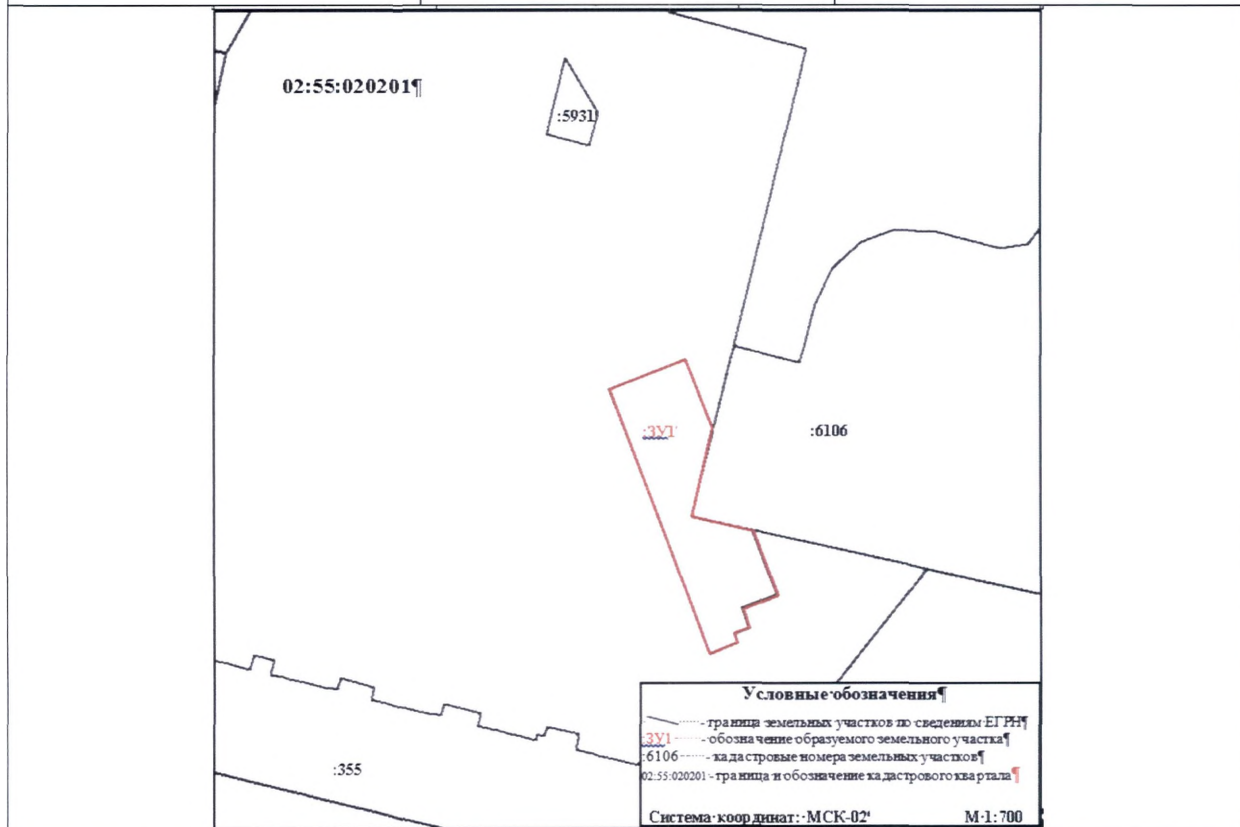 02:55:020201¶
:5931
:ЗУ1
:6106
:355
Условные·обозначения¶
- граница·земельных·участков·по·сведениям·ЕГРН¶
:ЗУ1 - обозначение·образуемого·земельного·участка¶
:6106 - кадастровые·номера·земельных·участков¶
02:55:020201 - граница·и·обозначение·кадастрового·квартала¶
Система·координат:·МСК-02 М·1:700